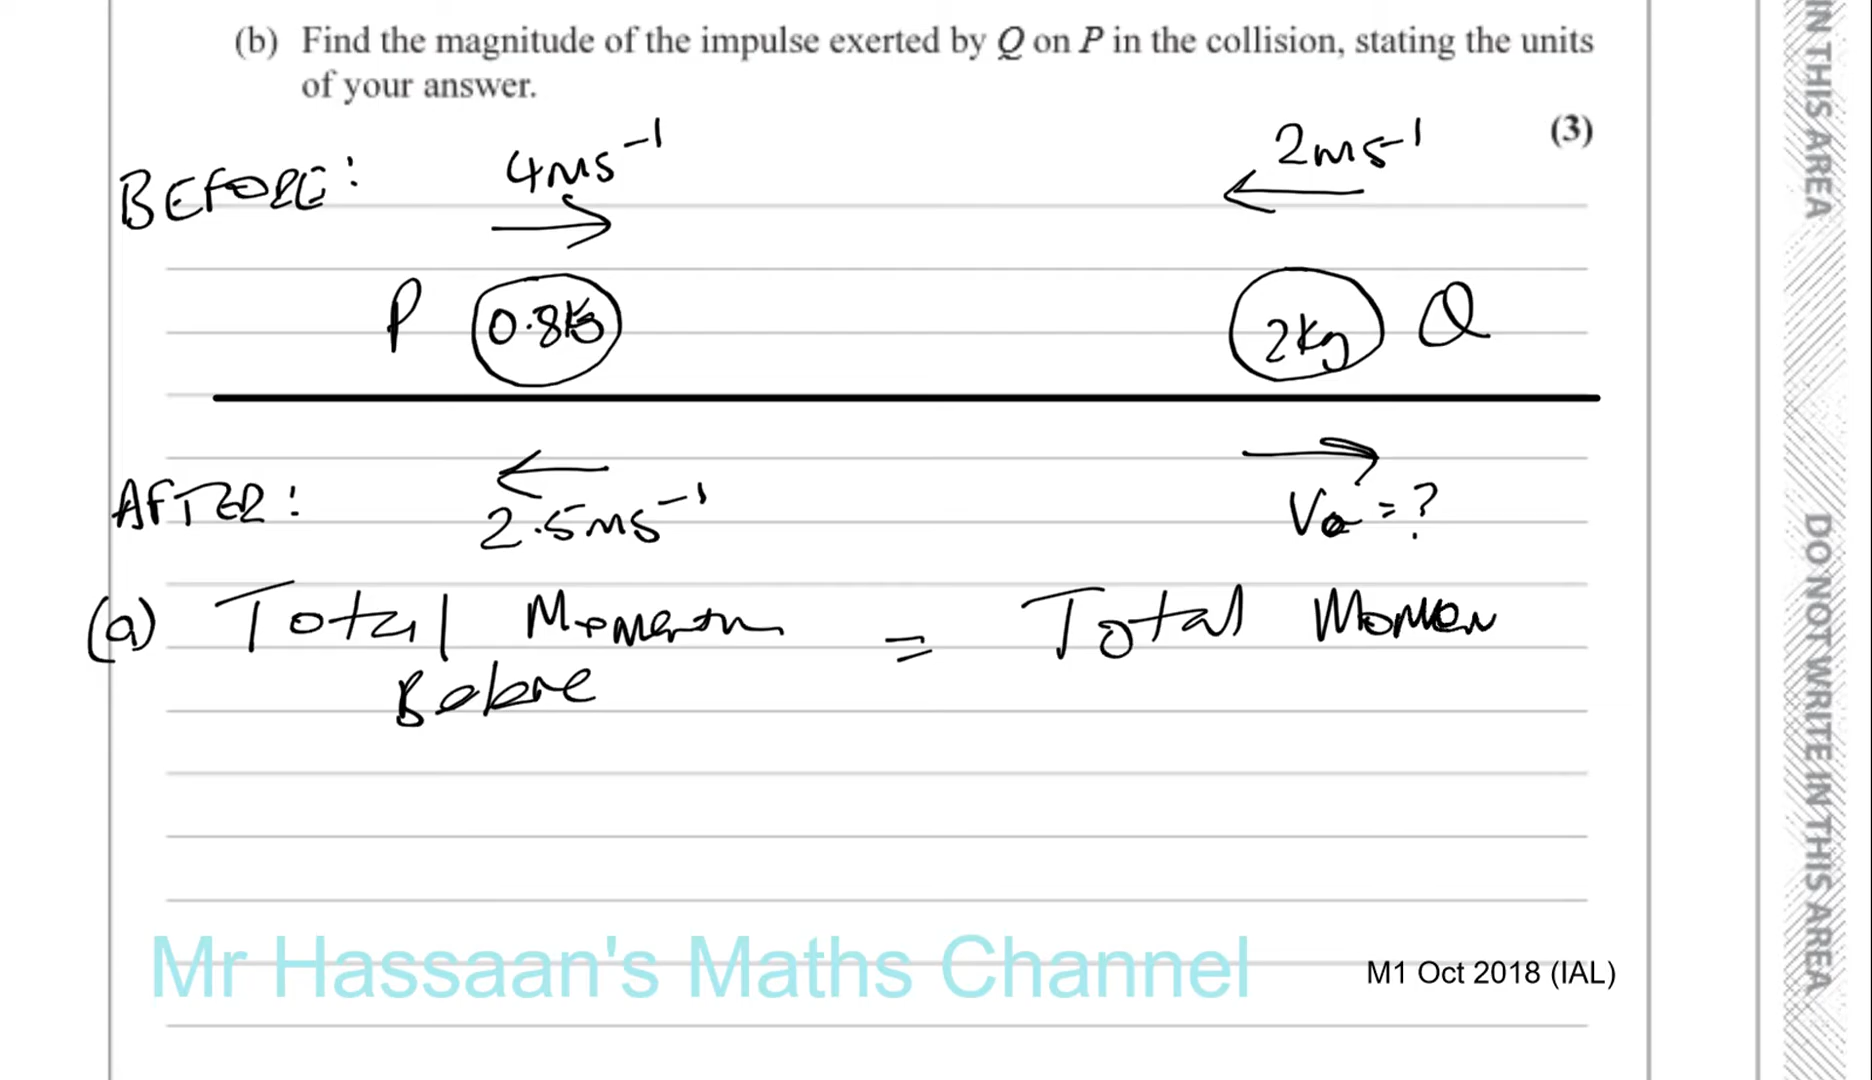 (b) Find the magnitude of the impulse exerted by Q on P in the collision, stating the units
of your answer.
(3)
BEFORE:
4ms⁻¹
2ms⁻¹
P
0.8kg
2kg
Q
AFTER:
2.5ms⁻¹
VQ = ?
(a) Total Momentum = Total Momen
Before
Mr Hassaan's Maths Channel
M1 Oct 2018 (IAL)
IN THIS AREA
DO NOT WRITE IN THIS AREA